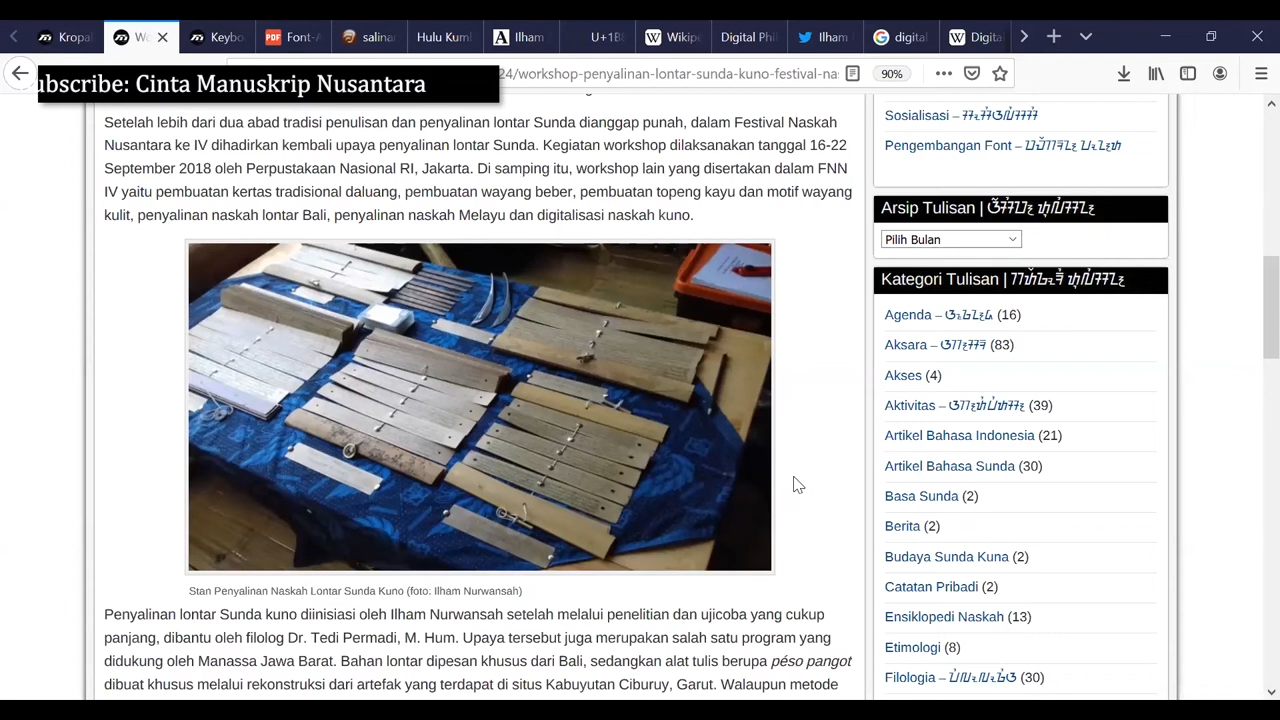 Kropa
Wo
Keybo
PDF Font-A
salina
Hulu Kum
Ilham
U+1B
Wikipe
Digital Phi
Ilham
digital
Digita
ubscribe: Cinta Manuskrip Nusantara
24/workshop-penyalinan-lontar-sunda-kuno-festival-na
90%
Setelah lebih dari dua abad tradisi penulisan dan penyalinan lontar Sunda dianggap punah, dalam Festival Naskah
Nusantara ke IV dihadirkan kembali upaya penyalinan lontar Sunda. Kegiatan workshop dilaksanakan tanggal 16-22
September 2018 oleh Perpustakaan Nasional RI, Jakarta. Di samping itu, workshop lain yang disertakan dalam FNN
IV yaitu pembuatan kertas tradisional daluang, pembuatan wayang beber, pembuatan topeng kayu dan motif wayang
kulit, penyalinan naskah lontar Bali, penyalinan naskah Melayu dan digitalisasi naskah kuno.
Stan Penyalinan Naskah Lontar Sunda Kuno (foto: Ilham Nurwansah)
Penyalinan lontar Sunda kuno diinisiasi oleh Ilham Nurwansah setelah melalui penelitian dan ujicoba yang cukup
panjang, dibantu oleh filolog Dr. Tedi Permadi, M. Hum. Upaya tersebut juga merupakan salah satu program yang
didukung oleh Manassa Jawa Barat. Bahan lontar dipesan khusus dari Bali, sedangkan alat tulis berupa péso pangot
dibuat khusus melalui rekonstruksi dari artefak yang terdapat di situs Kabuyutan Ciburuy, Garut. Walaupun metode
Sosialisasi –
Pengembangan Font –
Arsip Tulisan |
Pilih Bulan
Kategori Tulisan |
Agenda – (16)
Aksara – (83)
Akses (4)
Aktivitas – (39)
Artikel Bahasa Indonesia (21)
Artikel Bahasa Sunda (30)
Basa Sunda (2)
Berita (2)
Budaya Sunda Kuna (2)
Catatan Pribadi (2)
Ensiklopedi Naskah (13)
Etimologi (8)
Filologia – (30)